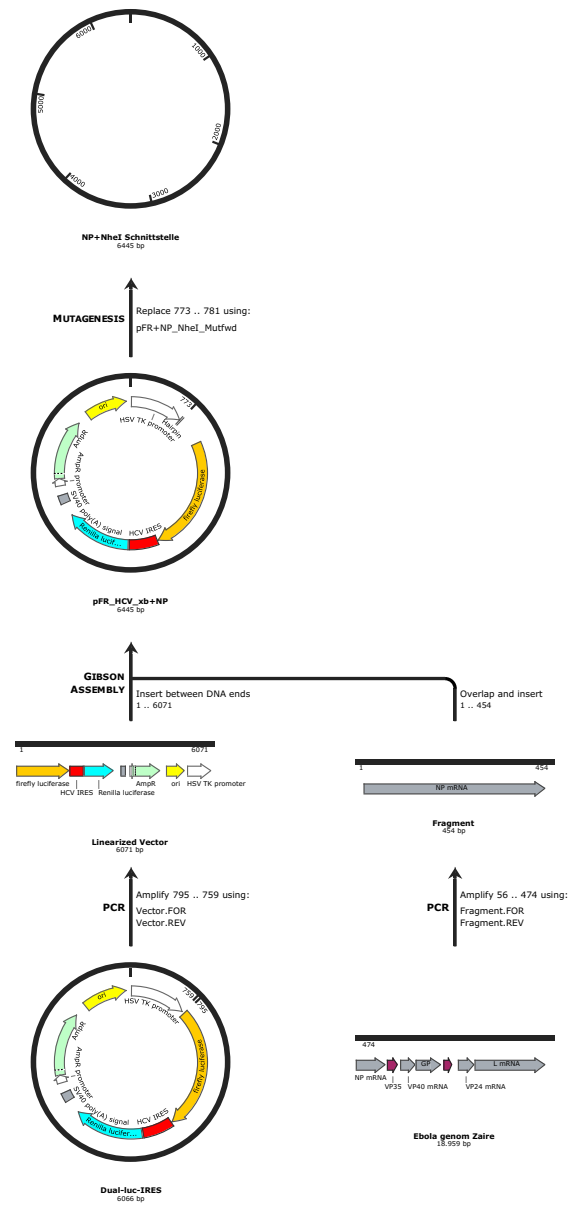 6000
1000
5000
2000
4000
3000
NP+NheI Schnittstelle
6445 bp
MUTAGENESIS
Replace 773 .. 781 using:
pFR+NP_NheI_Mutfwd
ori
773
HSV TK promoter
Hairpin
AmpR
AmpR promoter
firefly luciferase
SV40 poly(A) signal
HCV IRES
Renilla lucif...
pFR_HCV_xb+NP
6445 bp
GIBSON
ASSEMBLY
Insert between DNA ends
1 .. 6071
Overlap and insert
1 .. 454
1
6071
firefly luciferase
AmpR
ori
HSV TK promoter
HCV IRES
Renilla luciferase
Linearized Vector
6071 bp
1
454
NP mRNA
Fragment
454 bp
PCR
Amplify 795 .. 759 using:
Vector.FOR
Vector.REV
PCR
Amplify 56 .. 474 using:
Fragment.FOR
Fragment.REV
ori
759
795
HSV TK promoter
AmpR
AmpR promoter
firefly luciferase
SV40 poly(A) signal
HCV IRES
Renilla lucifer...
Dual-luc-IRES
6066 bp
474
GP
L mRNA
NP mRNA
VP35
VP40 mRNA
VP24 mRNA
Ebola genom Zaire
18.959 bp